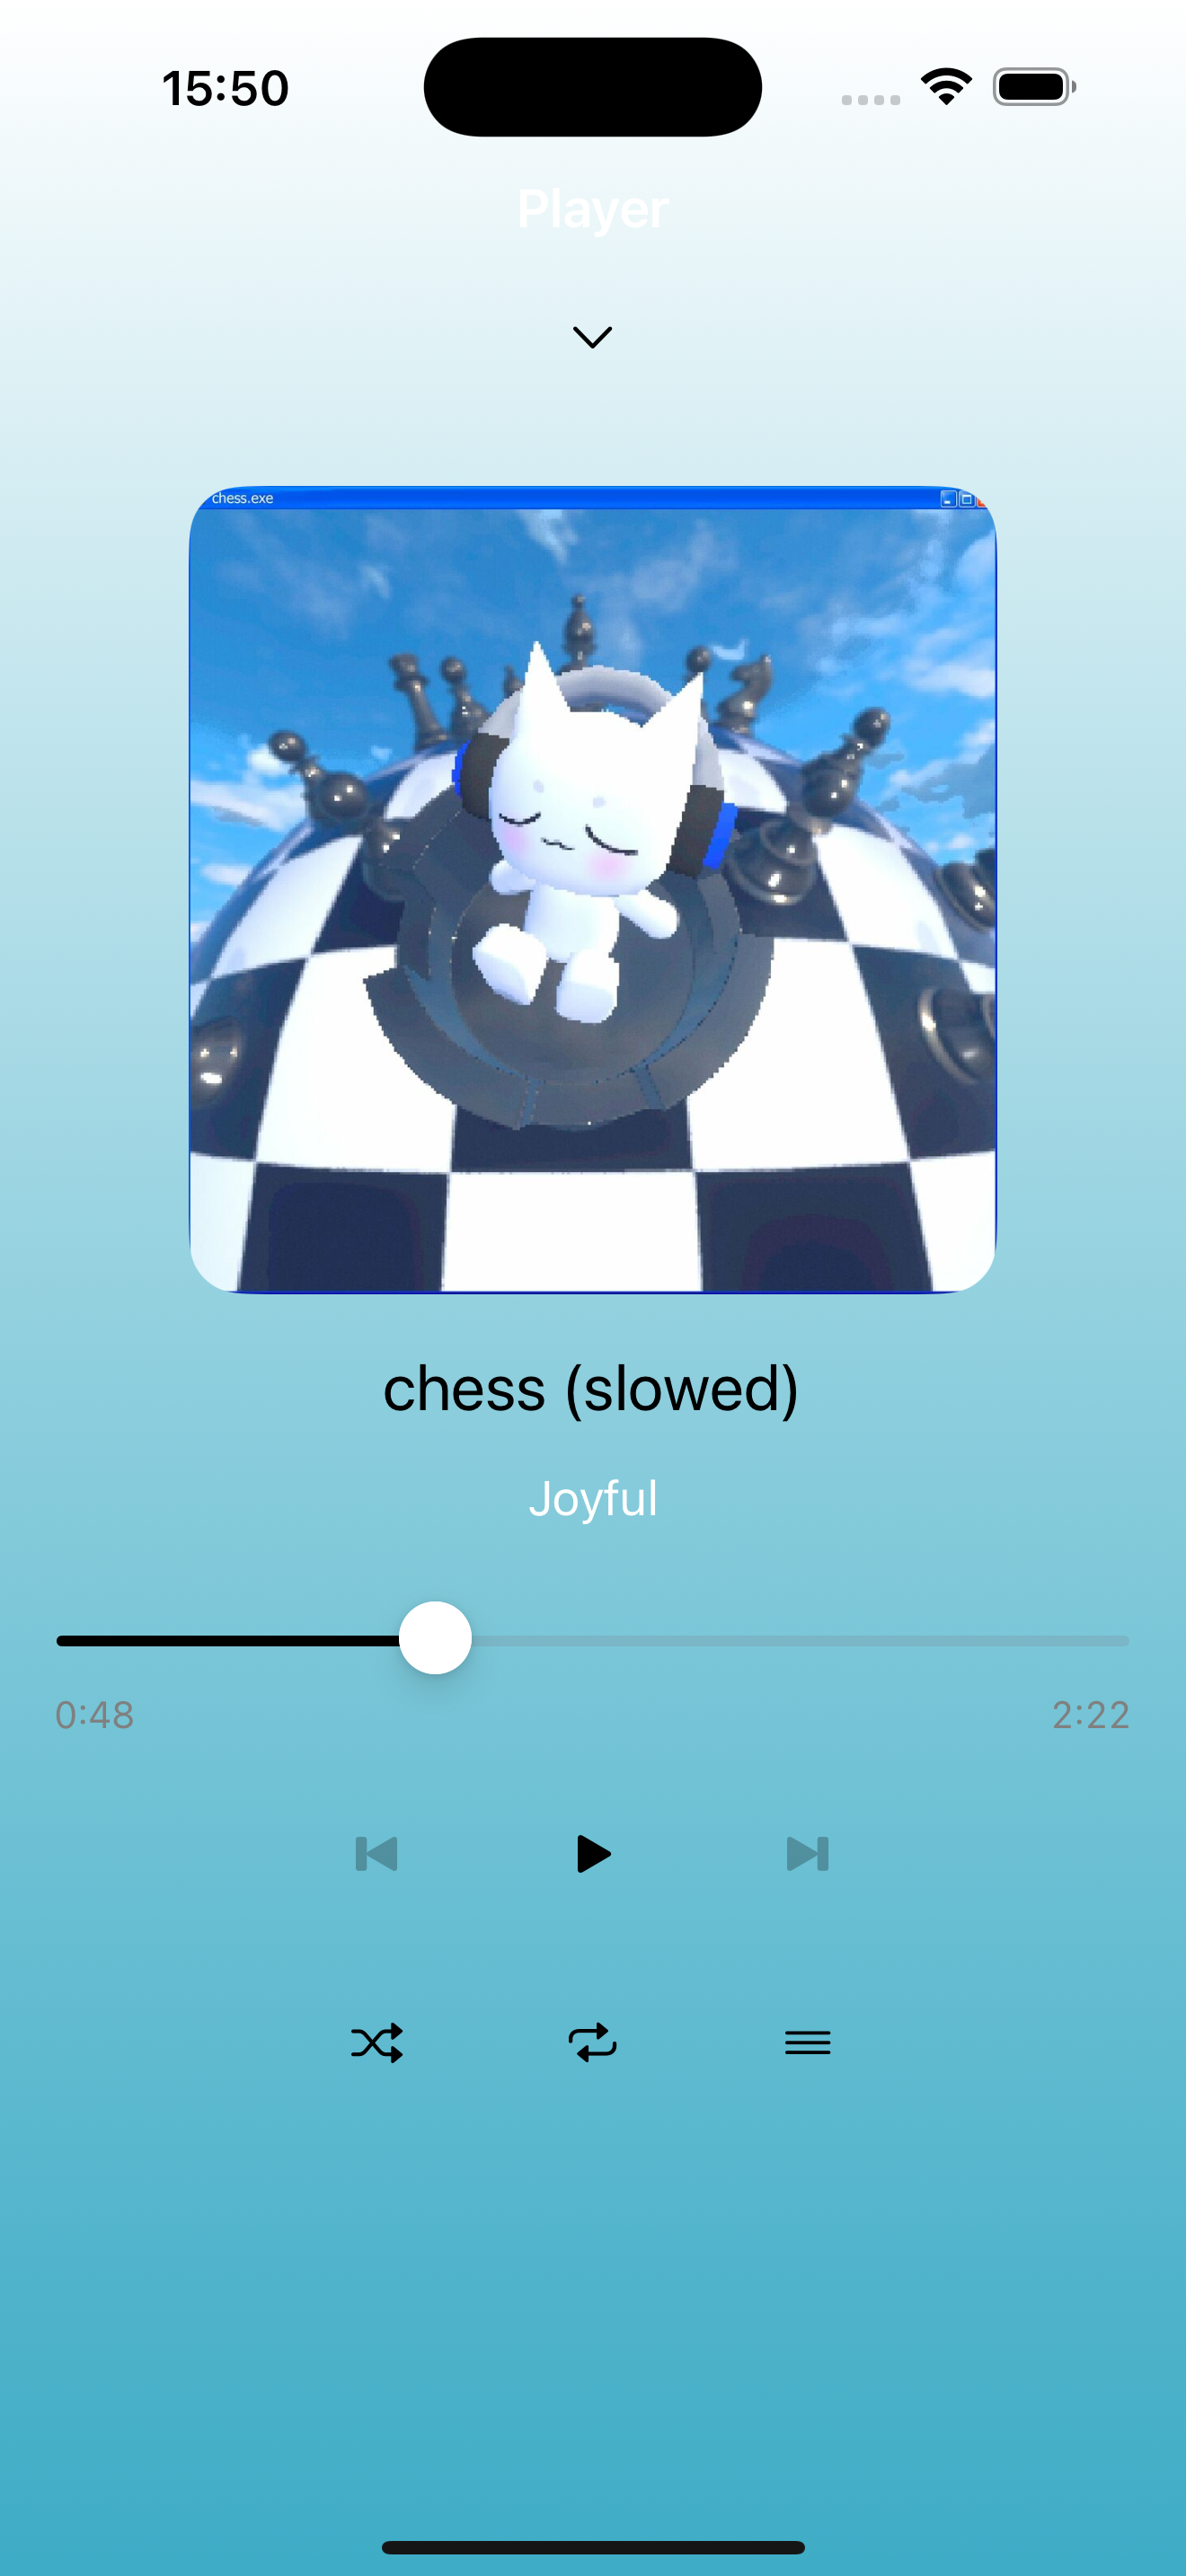 15:50
Player
chess.exe
chess (slowed)
Joyful
0:48
2:22